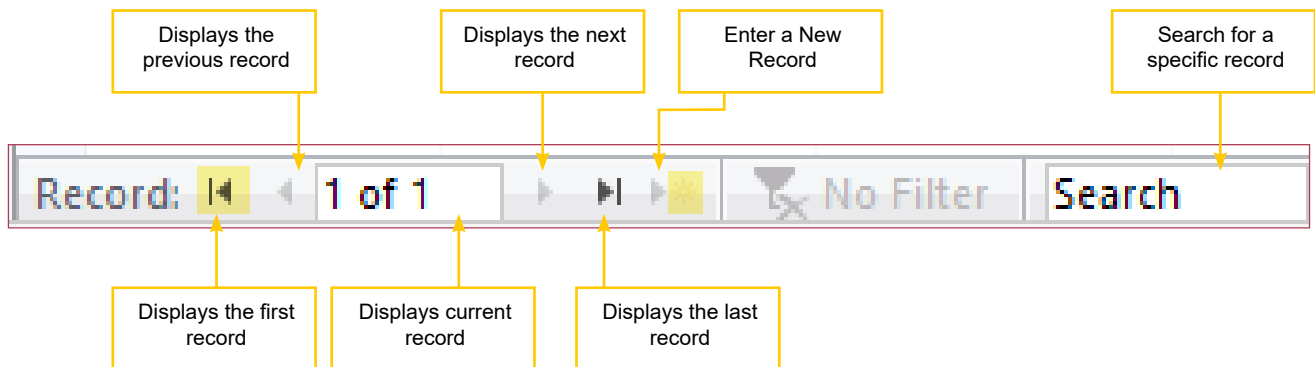 Displays the
previous record
Displays the next
record
Enter a New
Record
Search for a
specific record
Record: 1 of 1 No Filter Search
Displays the first
record
Displays current
record
Displays the last
record